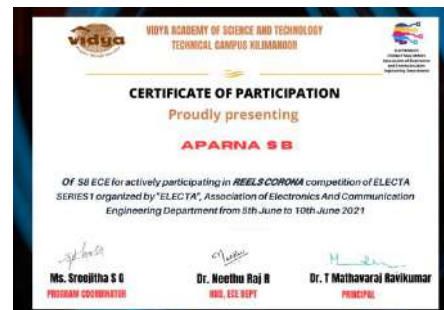 vidya
VIDYA ACADEMY OF SCIENCE AND TECHNOLOGY
TECHNICAL CAMPUS KILIMANOOR
CERTIFICATE OF PARTICIPATION
Proudly presenting
APARNA S B
Of S8 ECE for actively participating in REELS CORONA competition of ELECTA
SERIES 1 organized by "ELECTA", Association of Electronics And Communication
Engineering Department from 5th June to 10th June 2021
Ms. Sreejitha S G
PROGRAM COORDINATOR
Dr. Neethu Raj R
HOD, ECE DEPT
Dr. T Mathavaraj Ravikumar
PRINCIPAL